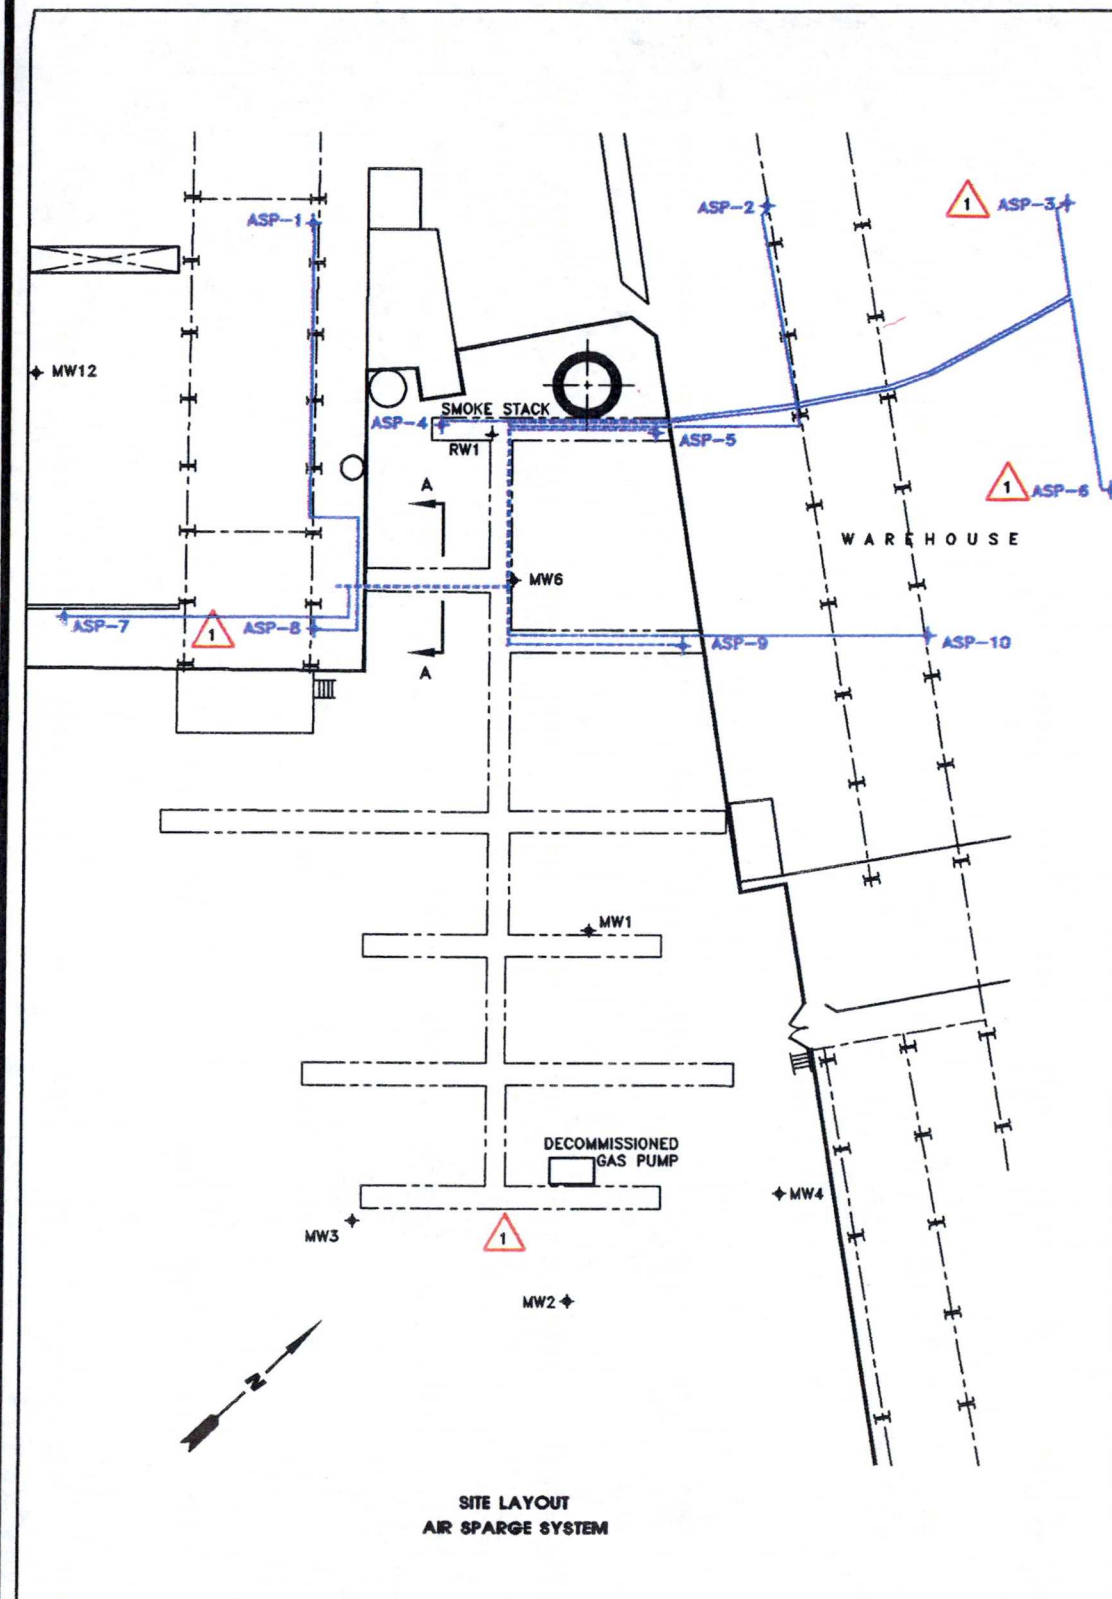 1
ASP-3
ASP-2
ASP-1
MW12
SMOKE STACK
ASP-4
ASP-5
RW1
A
1
ASP-6
WAREHOUSE
MW6
ASP-7
1
ASP-8
ASP-9
ASP-10
A
MW1
DECOMMISSIONED
GAS PUMP
MW4
MW3
1
MW2
N
SITE LAYOUT
AIR SPARGE SYSTEM